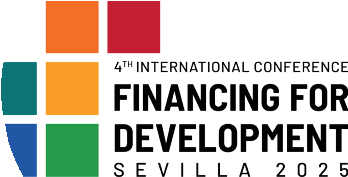 4TH INTERNATIONAL CONFERENCE
FINANCING FOR
DEVELOPMENT
SEVILLA 2025